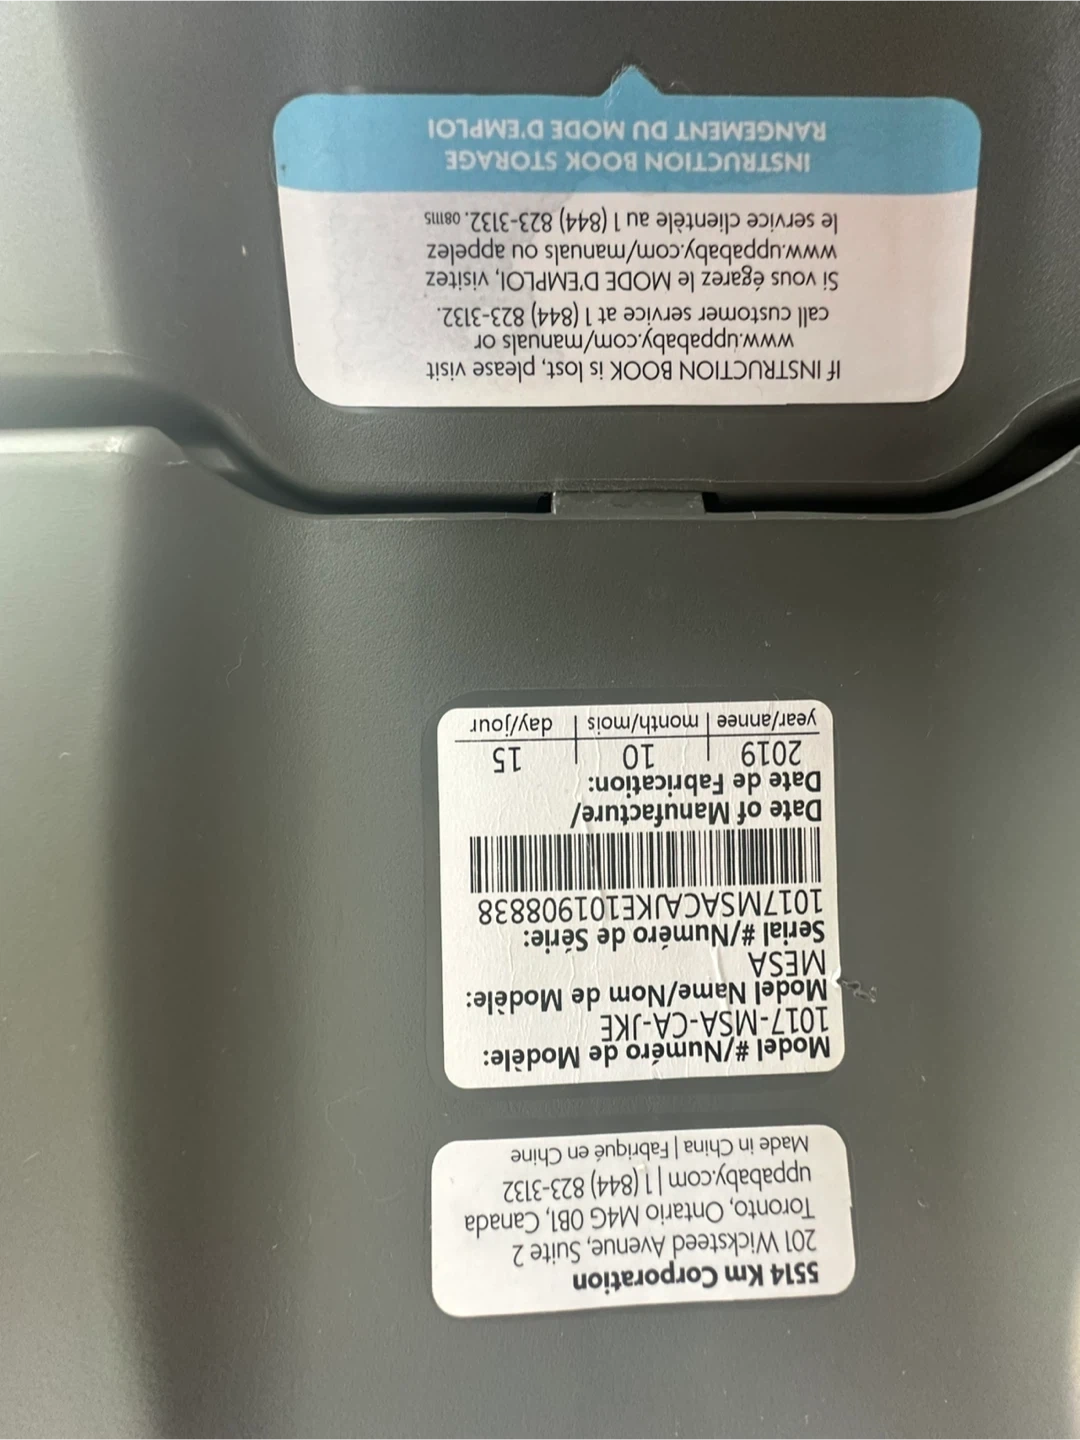 5514 Km Corporation
201 Wicksteed Avenue, Suite 2
Toronto, Ontario M4G 0B1, Canada
uppababy.com | 1 (844) 823-3132
Made in China | Fabriqué en Chine
Model #/Numéro de Modèle:
1017-MSA-CA-JKE
Model Name/Nom de Modèle:
MESA
Serial #/Numéro de Série:
1017MSACAJKE101908838
Date of Manufacture/
Date de Fabrication:
2019 | 10 | 15
year/annee | month/mois | day/jour
IF INSTRUCTION BOOK is lost, please visit
www.uppababy.com/manuals or
call customer service at 1 (844) 823-3132.
Si vous égarez le MODE D'EMPLOI, visitez
www.uppababy.com/manuals ou appelez
le service clientèle au 1 (844) 823-3132. 081115
INSTRUCTION BOOK STORAGE
RANGEMENT DU MODE D'EMPLOI